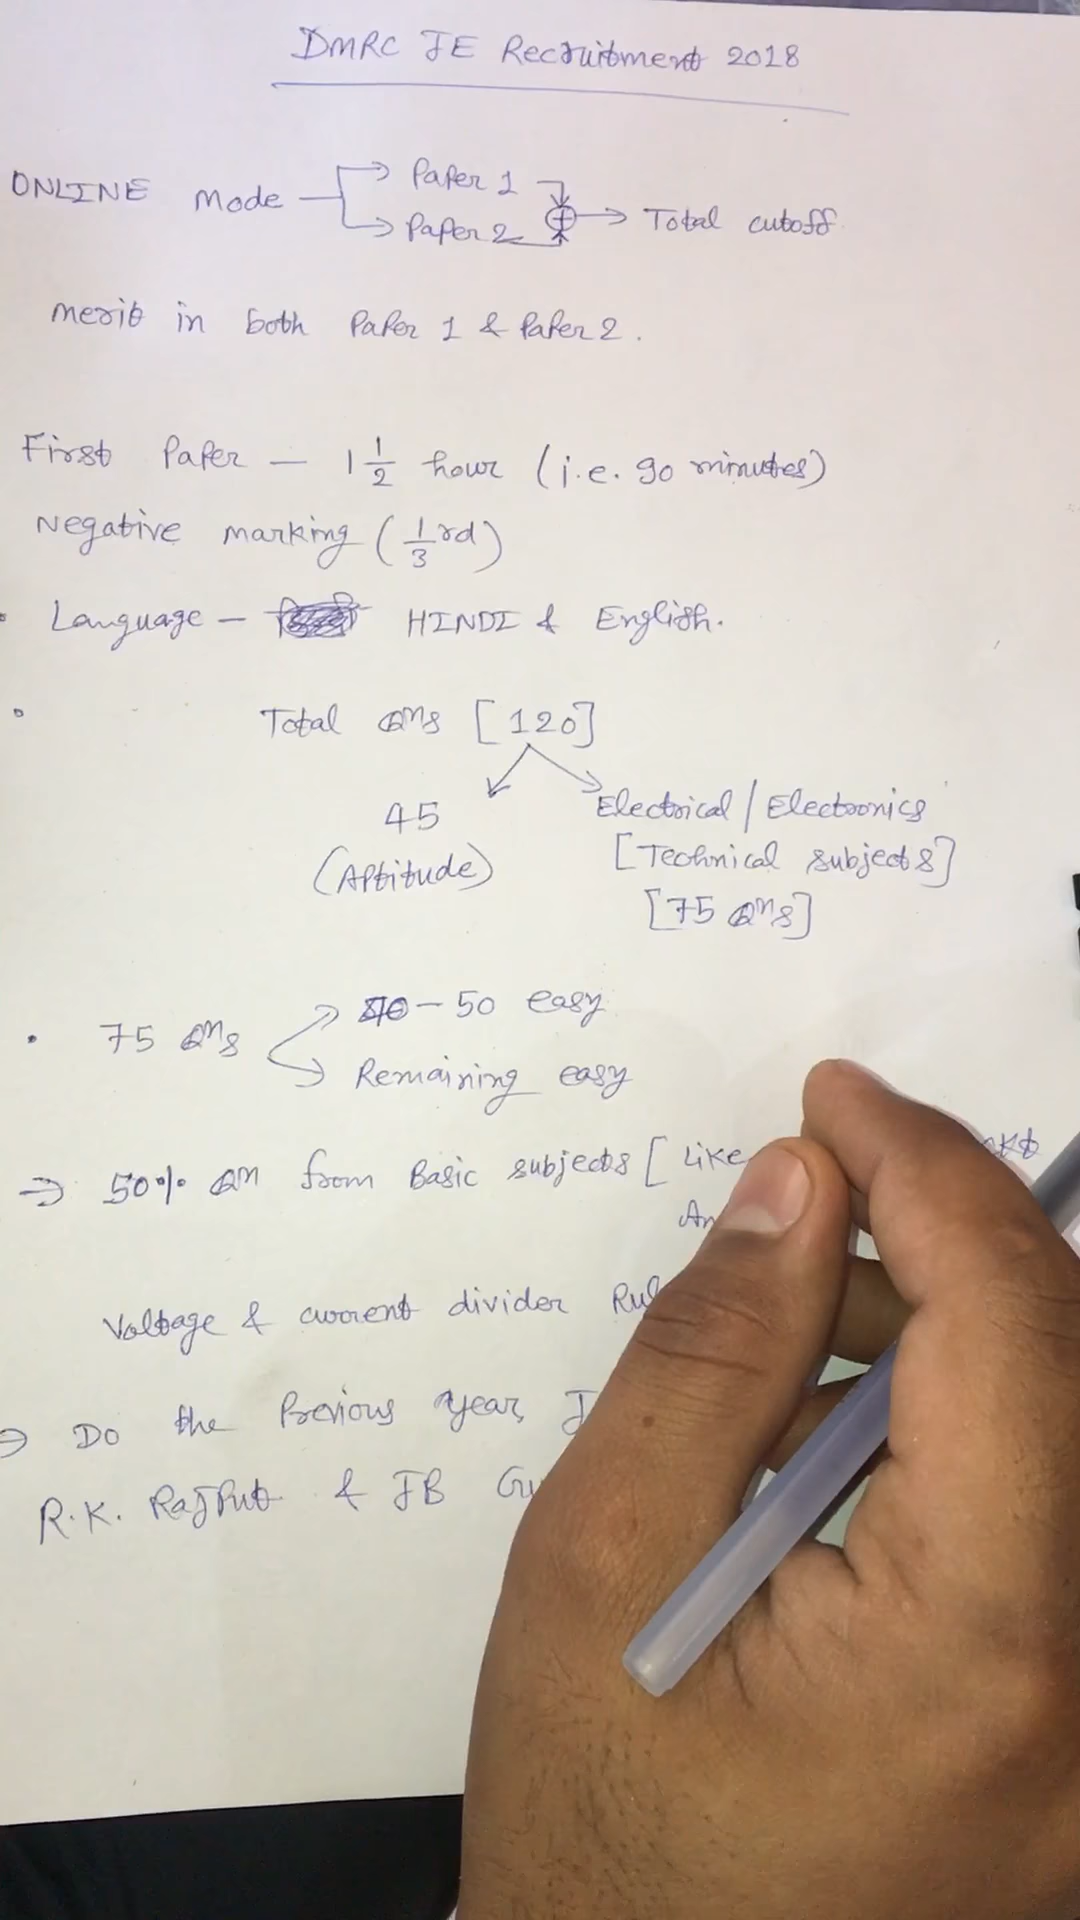 DMRC JE Recruitment 2018
ONLINE Mode → Paper 1
→ Paper 2
+ → Total cutoff
merit in both Paper 1 & Paper 2.
First Paper — 1 1/2 hour (i.e. 90 minutes)
Negative marking (1/3 rd)
Language — HINDI & English.
Total Qns [120]
45
(Aptitude)
Electrical / Electronics
[Technical subjects]
[75 Qns]
• 75 Qns
40 - 50 easy
Remaining easy
→ 50% Qn from Basic subjects [Like
Voltage & current divider
→ Do the Previous year
R.K. Rajput & JB